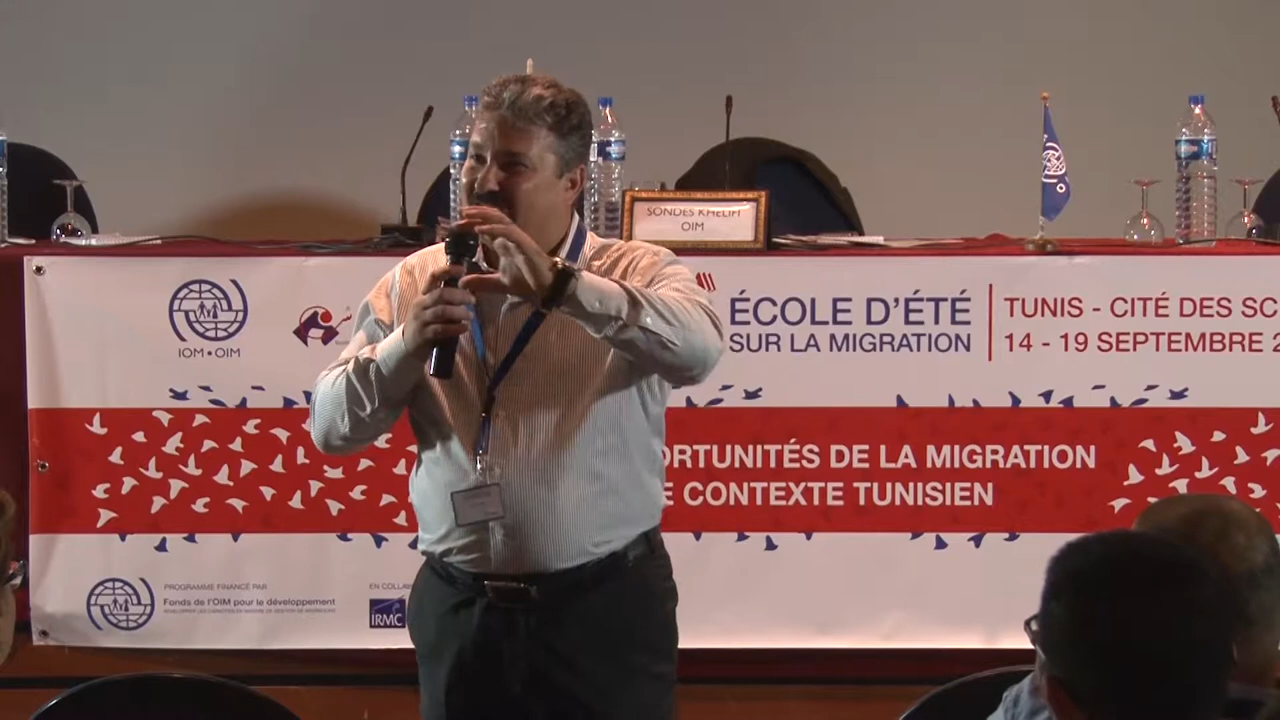 SONDES KHELIFI
OIM
IOM • OIM
ÉCOLE D'ÉTÉ
SUR LA MIGRATION
TUNIS - CITÉ DES SC
14 - 19 SEPTEMBRE 2
ORTUNITÉS DE LA MIGRATION
E CONTEXTE TUNISIEN
PROGRAMME FINANCÉ PAR
Fonds de l'OIM pour le développement
EN COLLAB
IRMC